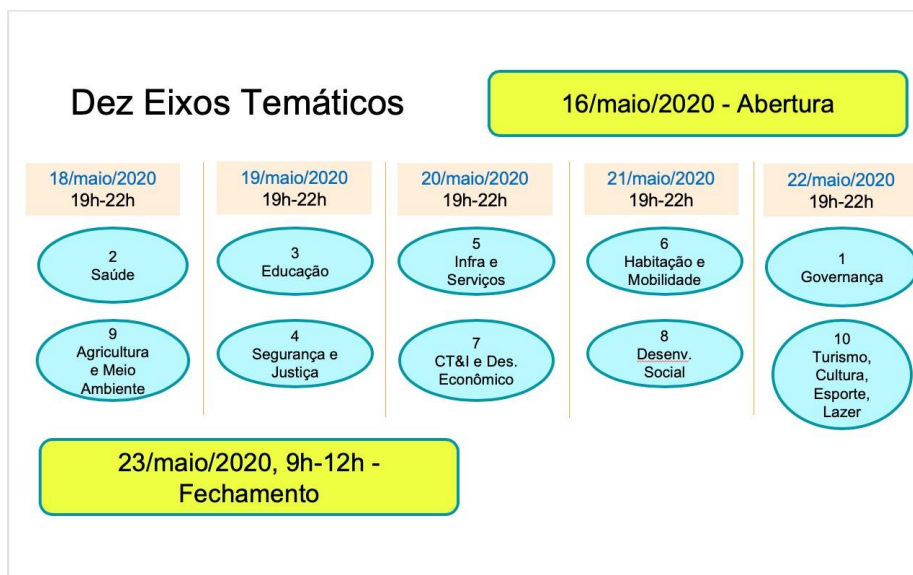 Dez Eixos Temáticos
16/maio/2020 - Abertura
18/maio/2020
19h-22h
19/maio/2020
19h-22h
20/maio/2020
19h-22h
21/maio/2020
19h-22h
22/maio/2020
19h-22h
2
Saúde
3
Educação
5
Infra e
Serviços
6
Habitação e
Mobilidade
1
Governança
9
Agricultura
e Meio
Ambiente
4
Segurança e
Justiça
7
CT&I e Des.
Econômico
8
Desenv.
Social
10
Turismo,
Cultura,
Esporte,
Lazer
23/maio/2020, 9h-12h -
Fechamento